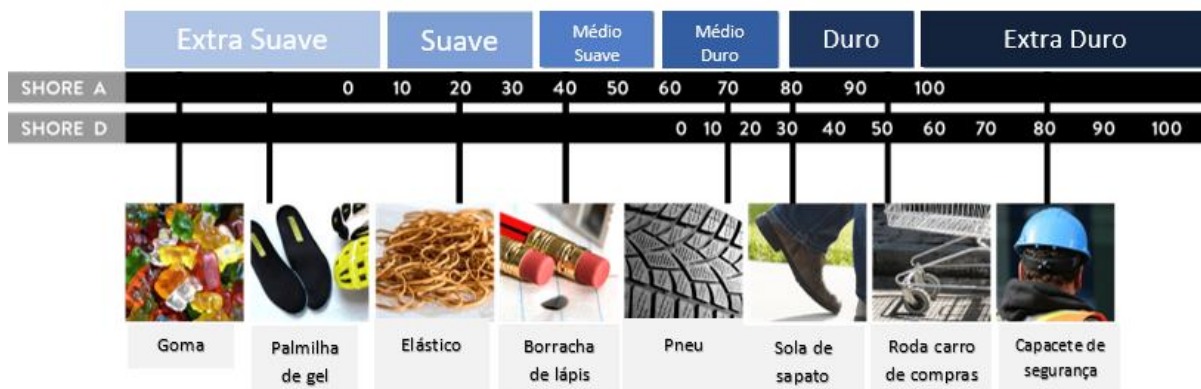 Extra Suave
Suave
Médio
Suave
Médio
Duro
Duro
Extra Duro
SHORE A 0 10 20 30 40 50 60 70 80 90 100
SHORE D 0 10 20 30 40 50 60 70 80 90 100
Goma
Palmilha
de gel
Elástico
Borracha
de lápis
Pneu
Sola de
sapato
Roda carro
de compras
Capacete de
segurança